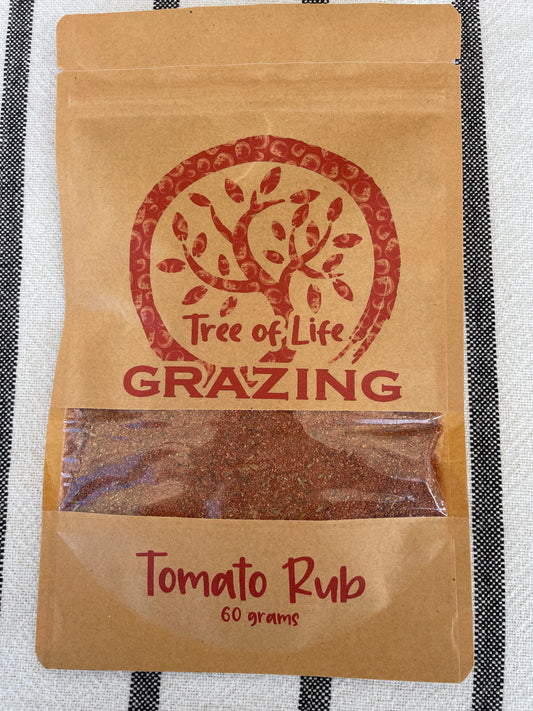 Tree of Life
GRAZING
Tomato Rub
60 grams